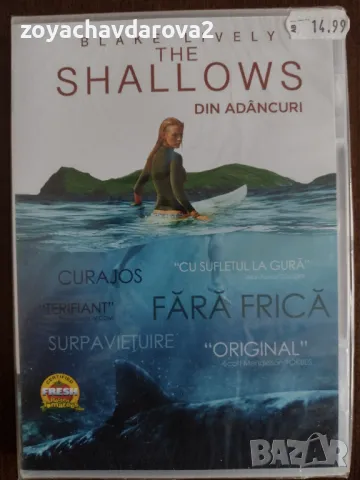 zoyachavdarova2
14.99
BLAKE LIVELY
THE
SHALLOWS
DIN ADÂNCURI
CURAJOS
"CU SUFLETUL LA GURĂ"
"TERIFIANT"
FĂRĂ FRICĂ
SURPAVIEȚUIRE
"ORIGINAL"
FRESH
BAZAR